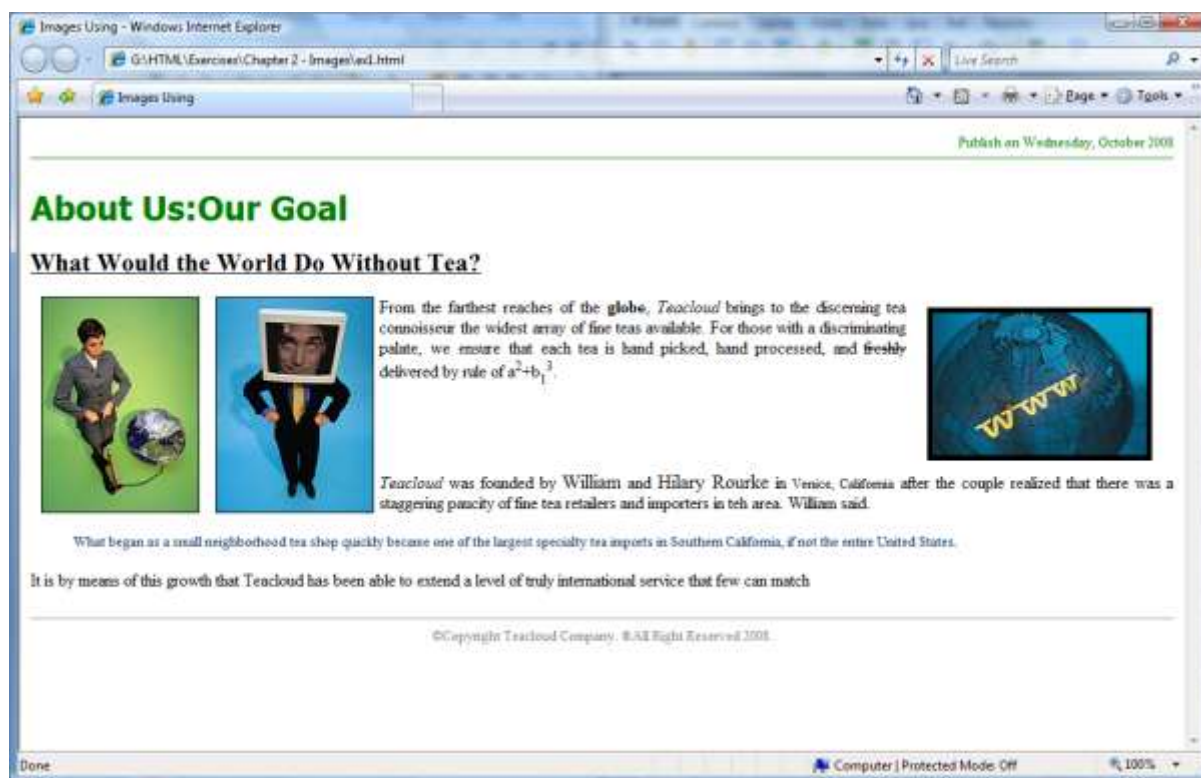 Images Using - Windows Internet Explorer
G:\HTML\Exercises\Chapter 2 - Images\ex1.html
Live Search
Images Using
Page
Tools
Publish on Wednesday, October 2008
About Us:Our Goal
What Would the World Do Without Tea?
From the farthest reaches of the globe, Teacloud brings to the discerning tea
connoisseur the widest array of fine teas available. For those with a discriminating
palate, we ensure that each tea is hand picked, hand processed, and freshly
delivered by rule of a²+b₁³.
WWW
Teacloud was founded by William and Hilary Rourke in Venice, California after the couple realized that there was a
staggering paucity of fine tea retailers and importers in teh area. William said.
What began as a small neighborhood tea shop quickly became one of the largest specialty tea imports in Southern California, if not the entire United States.
It is by means of this growth that Teacloud has been able to extend a level of truly international service that few can match
©Copyright Teacloud Company. ®All Right Reserved 2008.
Done
Computer | Protected Mode: Off
100%